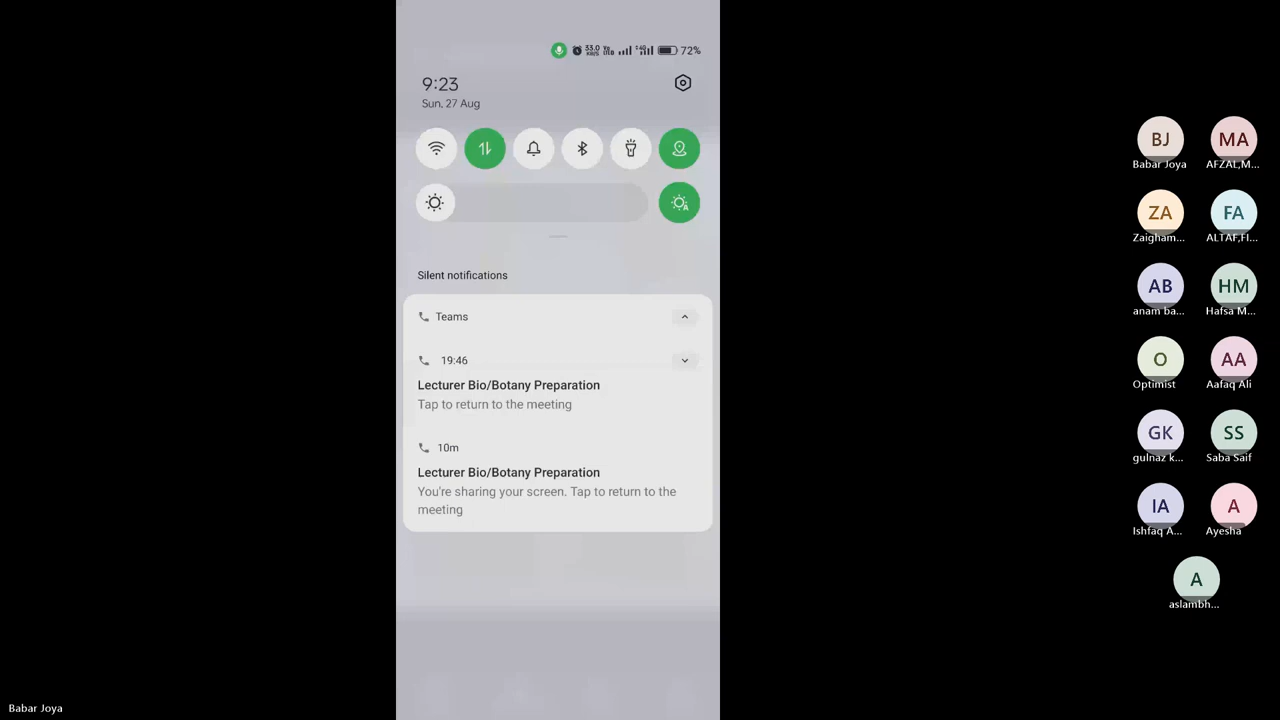 72%
9:23
Sun, 27 Aug
Silent notifications
Teams
19:46
Lecturer Bio/Botany Preparation
Tap to return to the meeting
10m
Lecturer Bio/Botany Preparation
You're sharing your screen. Tap to return to the
meeting
BJ
MA
Babar Joya
AFZAL,M...
ZA
FA
Zaigham...
ALTAF,FI...
AB
HM
anam ba...
Hafsa M...
O
AA
Optimist
Aafaq Ali
GK
SS
gulnaz k...
Saba Saif
IA
A
Ishfaq A...
Ayesha
A
aslambh...
Babar Joya